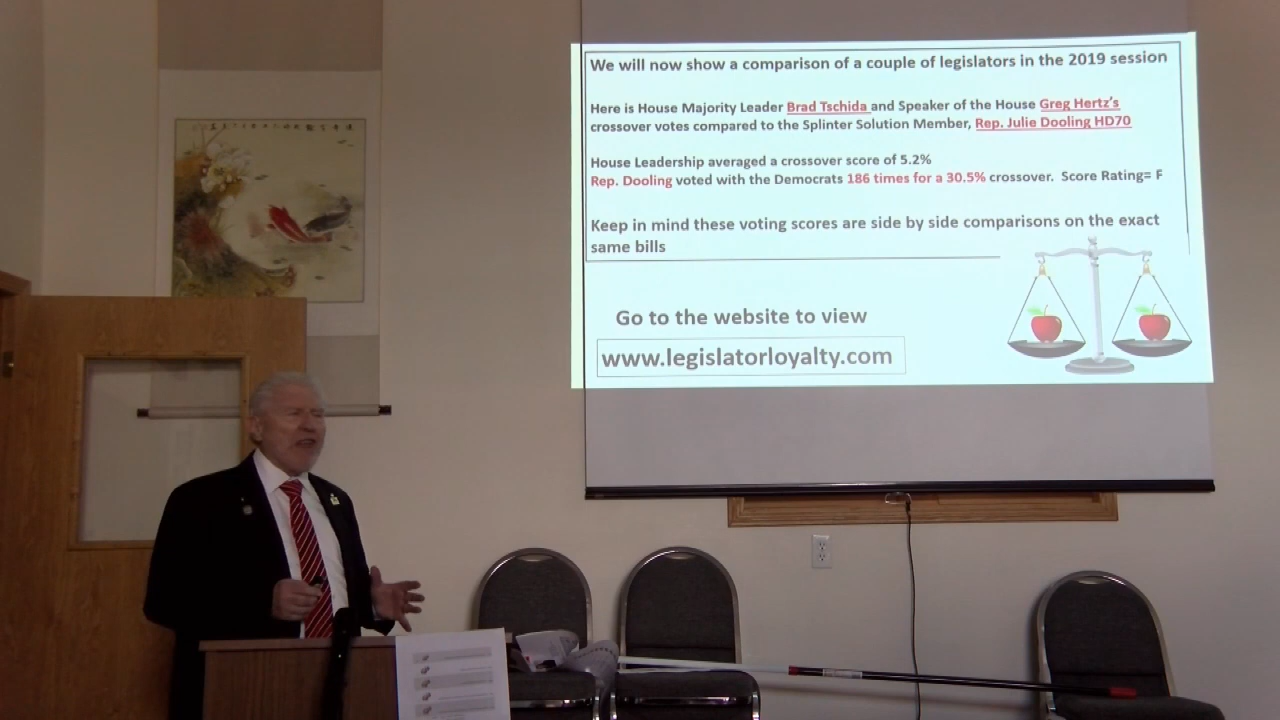 We will now show a comparison of a couple of legislators in the 2019 session
Here is House Majority Leader Brad Tschida and Speaker of the House Greg Hertz's
crossover votes compared to the Splinter Solution Member, Rep. Julie Dooling HD70
House Leadership averaged a crossover score of 5.2%
Rep. Dooling voted with the Democrats 186 times for a 30.5% crossover. Score Rating= F
Keep in mind these voting scores are side by side comparisons on the exact
same bills
Go to the website to view
www.legislatorloyalty.com